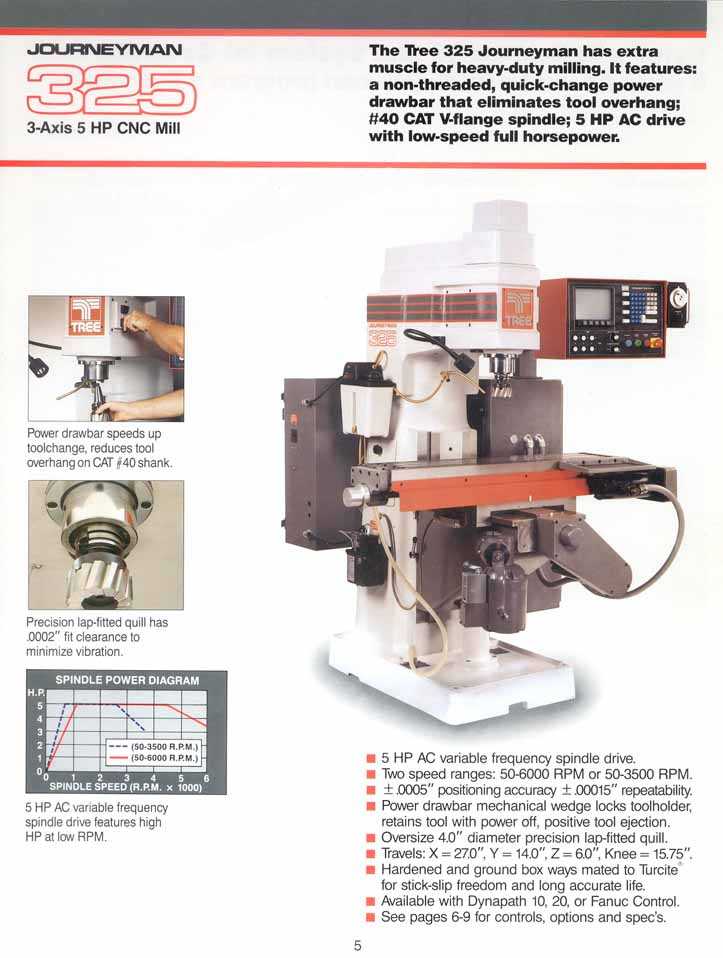 JOURNEYMAN
325
3-Axis 5 HP CNC Mill
The Tree 325 Journeyman has extra
muscle for heavy-duty milling. It features:
a non-threaded, quick-change power
drawbar that eliminates tool overhang;
#40 CAT V-flange spindle; 5 HP AC drive
with low-speed full horsepower.
TREE
Power drawbar speeds up
toolchange, reduces tool
overhang on CAT #40 shank.
Precision lap-fitted quill has
.0002" fit clearance to
minimize vibration.
SPINDLE POWER DIAGRAM
H.P.
5
4
3
2
1
0
(50-3500 R.P.M.)
(50-6000 R.P.M.)
0 1 2 3 4 5 6
SPINDLE SPEED (R.P.M. × 1000)
5 HP AC variable frequency
spindle drive features high
HP at low RPM.
JOURNEYMAN
325
TREE
■ 5 HP AC variable frequency spindle drive.
■ Two speed ranges: 50-6000 RPM or 50-3500 RPM.
■ ± .0005" positioning accuracy ± .00015" repeatability.
■ Power drawbar mechanical wedge locks toolholder,
retains tool with power off, positive tool ejection.
■ Oversize 4.0" diameter precision lap-fitted quill.
■ Travels: X = 27.0", Y = 14.0", Z = 6.0", Knee = 15.75".
■ Hardened and ground box ways mated to Turcite®
for stick-slip freedom and long accurate life.
■ Available with Dynapath 10, 20, or Fanuc Control.
■ See pages 6-9 for controls, options and spec's.
5